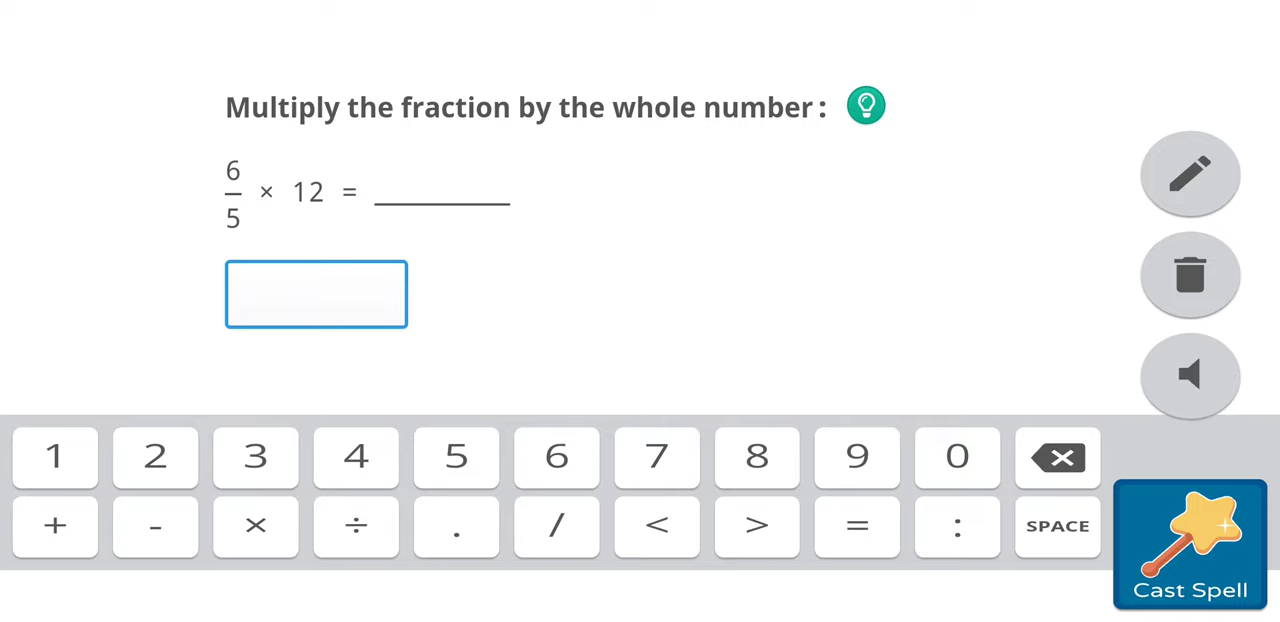 Multiply the fraction by the whole number:
6/5 × 12 = _________
1 2 3 4 5 6 7 8 9 0
+ - × ÷ . / < > = : SPACE
Cast Spell